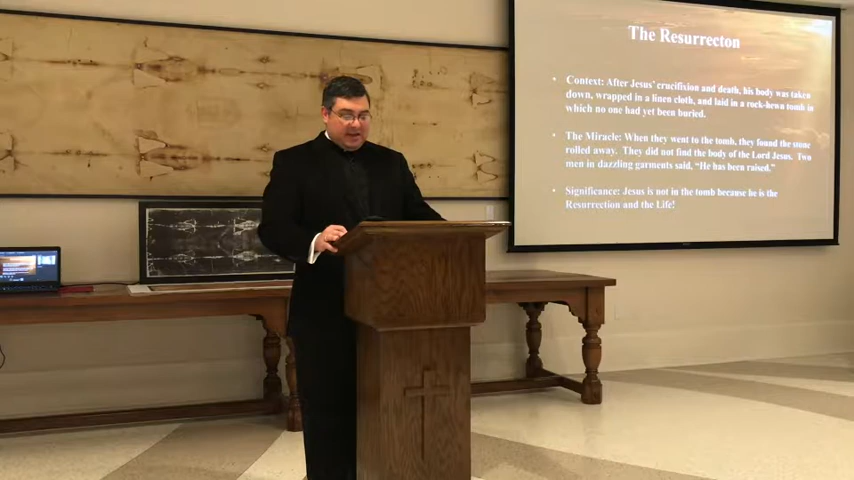 The Resurrecton
• Context: After Jesus' crucifixion and death, his body was taken
down, wrapped in a linen cloth, and laid in a rock-hewn tomb in
which no one had yet been buried.
• The Miracle: When they went to the tomb, they found the stone
rolled away. They did not find the body of the Lord Jesus. Two
men in dazzling garments said, "He has been raised."
• Significance: Jesus is not in the tomb because he is the
Resurrection and the Life!